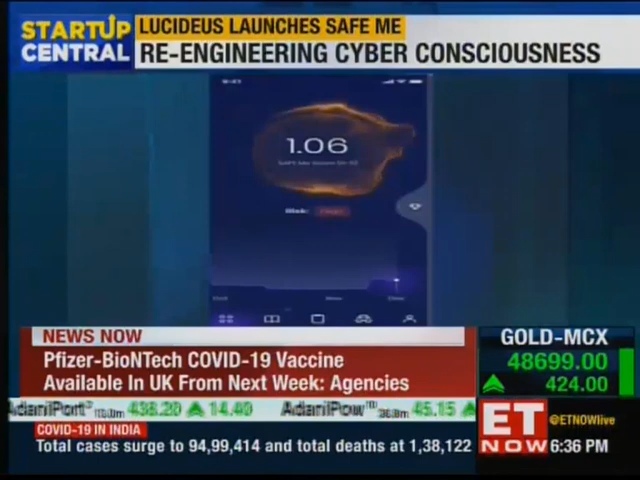 STARTUP
CENTRAL
LUCIDEUS LAUNCHES SAFE ME
RE-ENGINEERING CYBER CONSCIOUSNESS
1.06
Risk:
NEWS NOW
Pfizer-BioNTech COVID-19 Vaccine
Available In UK From Next Week: Agencies
GOLD-MCX
48699.00
424.00
AdaniPort 438.20 14.40 AdaniPow 45.15
COVID-19 IN INDIA
Total cases surge to 94,99,414 and total deaths at 1,38,122
ET
NOW
@ETNOWlive
6:36 PM